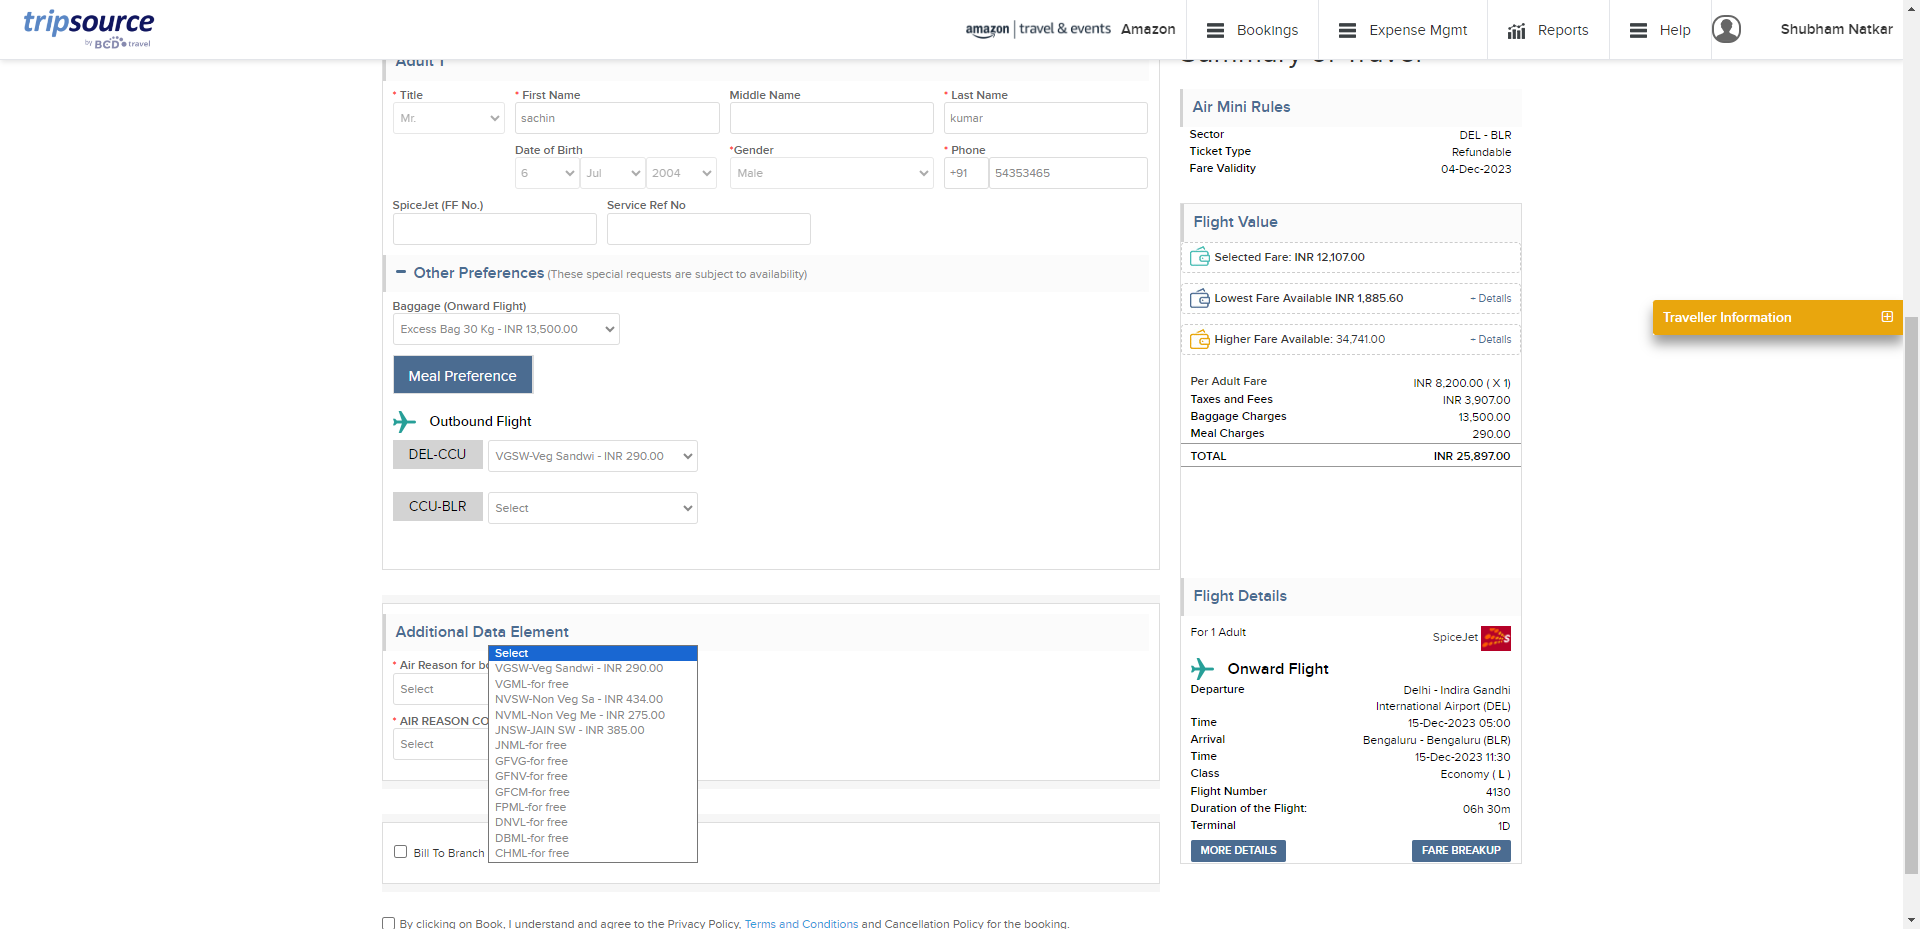 tripsource
by BCD travel
amazon | travel & events Amazon
Bookings
Expense Mgmt
Reports
Help
Shubham Natkar
Adult 1
* Title
* First Name
Middle Name
* Last Name
Mr.
sachin
kumar
Date of Birth
*Gender
* Phone
6
Jul
2004
Male
+91
54353465
SpiceJet (FF No.)
Service Ref No
Other Preferences (These special requests are subject to availability)
Baggage (Onward Flight)
Excess Bag 30 Kg - INR 13,500.00
Meal Preference
Outbound Flight
DEL-CCU
VGSW-Veg Sandwi - INR 290.00
CCU-BLR
Select
Additional Data Element
* Air Reason for bo
Select
* AIR REASON CO
Select
Select
VGSW-Veg Sandwi - INR 290.00
VGML-for free
NVSW-Non Veg Sa - INR 434.00
NVML-Non Veg Me - INR 275.00
JNSW-JAIN SW - INR 385.00
JNML-for free
GFVG-for free
GFNV-for free
GFCM-for free
FPML-for free
DNVL-for free
DBML-for free
CHML-for free
Bill To Branch
By clicking on Book, I understand and agree to the Privacy Policy, Terms and Conditions and Cancellation Policy for the booking.
Summary of Travel
Air Mini Rules
Sector DEL - BLR
Ticket Type Refundable
Fare Validity 04-Dec-2023
Flight Value
Selected Fare: INR 12,107.00
Lowest Fare Available INR 1,885.60 + Details
Higher Fare Available: 34,741.00 + Details
Per Adult Fare INR 8,200.00 ( X 1)
Taxes and Fees INR 3,907.00
Baggage Charges 13,500.00
Meal Charges 290.00
TOTAL INR 25,897.00
Flight Details
For 1 Adult
SpiceJet
Onward Flight
Departure Delhi - Indira Gandhi
International Airport (DEL)
Time 15-Dec-2023 05:00
Arrival Bengaluru - Bengaluru (BLR)
Time 15-Dec-2023 11:30
Class Economy ( L )
Flight Number 4130
Duration of the Flight: 06h 30m
Terminal 1D
MORE DETAILS
FARE BREAKUP
Traveller Information